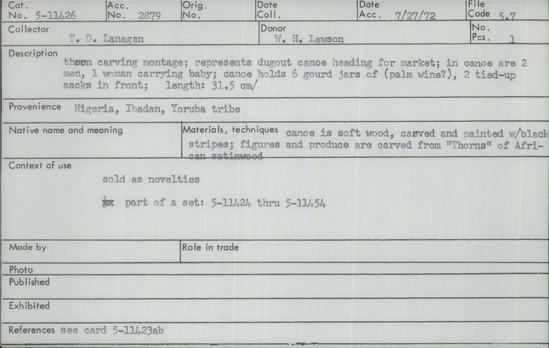 Cat. No. 5-11426 Acc. No. 2879 Orig. No. Date Coll. Date Acc. 7/27/72 File Code 5.7
Collector T. D. Lanagan Donor W. H. Lawson No. Pcs. 1
Description thorn carving montage; represents dugout canoe heading for market; in canoe are 2
men, 1 woman carrying baby; canoe holds 6 gourd jars of (palm wine?), 2 tied-up
sacks in front; length: 31.5 cm/
Provenience Nigeria, Ibadan, Yoruba tribe
Native name and meaning Materials, techniques canoe is soft wood, carved and painted w/black
stripes; figures and produce are carved from "Thorns" of Afri-
can satinwood
Context of use
sold as novelties
part of a set: 5-11424 thru 5-11454
Made by Role in trade
Photo
Published
Exhibited
References see card 5-11423ab